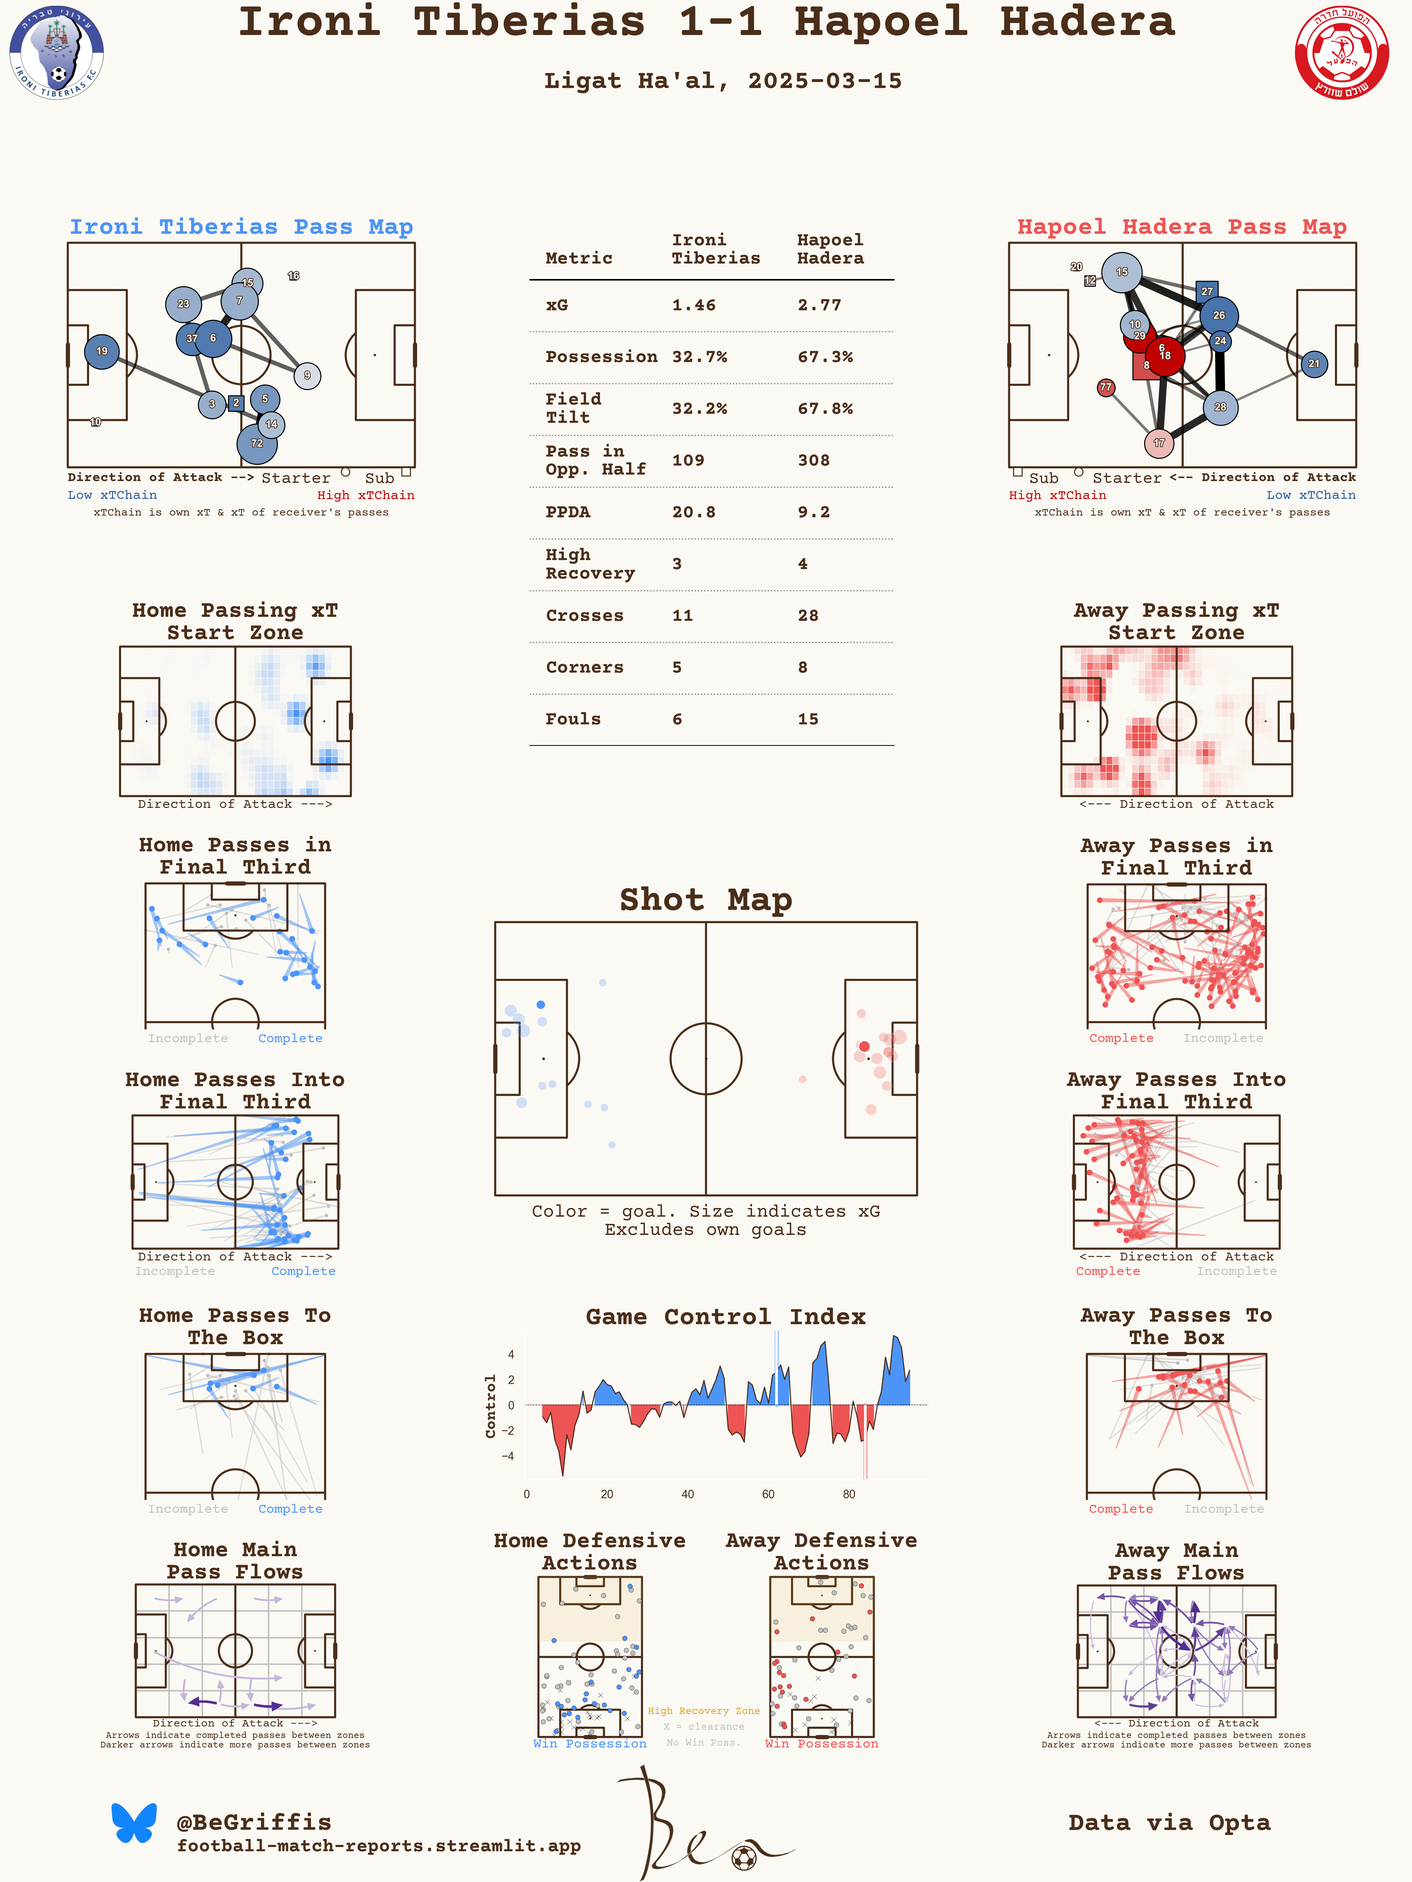 Ironi Tiberias 1-1 Hapoel Hadera
Ligat Ha'al, 2025-03-15
עירוני טבריה
IRONI TIBERIAS F.C
הפועל חדרה
הפועל
שולם שוורץ
Ironi Tiberias Pass Map
19
23
37
6
15
7
16
9
3
2
5
14
72
10
Direction of Attack --> Starter Sub
Low xTChain High xTChain
xTChain is own xT & xT of receiver's passes
Metric Ironi Tiberias Hapoel Hadera
xG 1.46 2.77
Possession 32.7% 67.3%
Field Tilt 32.2% 67.8%
Pass in Opp. Half 109 308
PPDA 20.8 9.2
High Recovery 3 4
Crosses 11 28
Corners 5 8
Fouls 6 15
Hapoel Hadera Pass Map
20
12
15
27
26
10
29
6
18
8
24
21
77
28
17
Sub Starter <-- Direction of Attack
High xTChain Low xTChain
xTChain is own xT & xT of receiver's passes
Home Passing xT
Start Zone
Direction of Attack --->
Away Passing xT
Start Zone
<--- Direction of Attack
Home Passes in
Final Third
Incomplete Complete
Away Passes in
Final Third
Complete Incomplete
Shot Map
Color = goal. Size indicates xG
Excludes own goals
Home Passes Into
Final Third
Direction of Attack --->
Incomplete Complete
Away Passes Into
Final Third
<--- Direction of Attack
Complete Incomplete
Home Passes To
The Box
Incomplete Complete
Game Control Index
Control
4
2
0
−2
−4
0 20 40 60 80
Away Passes To
The Box
Complete Incomplete
Home Main
Pass Flows
Direction of Attack --->
Arrows indicate completed passes between zones
Darker arrows indicate more passes between zones
Home Defensive
Actions
Win Possession
Away Defensive
Actions
Win Possession
High Recovery Zone
X = clearance
No Win Poss.
Away Main
Pass Flows
<--- Direction of Attack
Arrows indicate completed passes between zones
Darker arrows indicate more passes between zones
@BeGriffis
football-match-reports.streamlit.app
Ben
Data via Opta